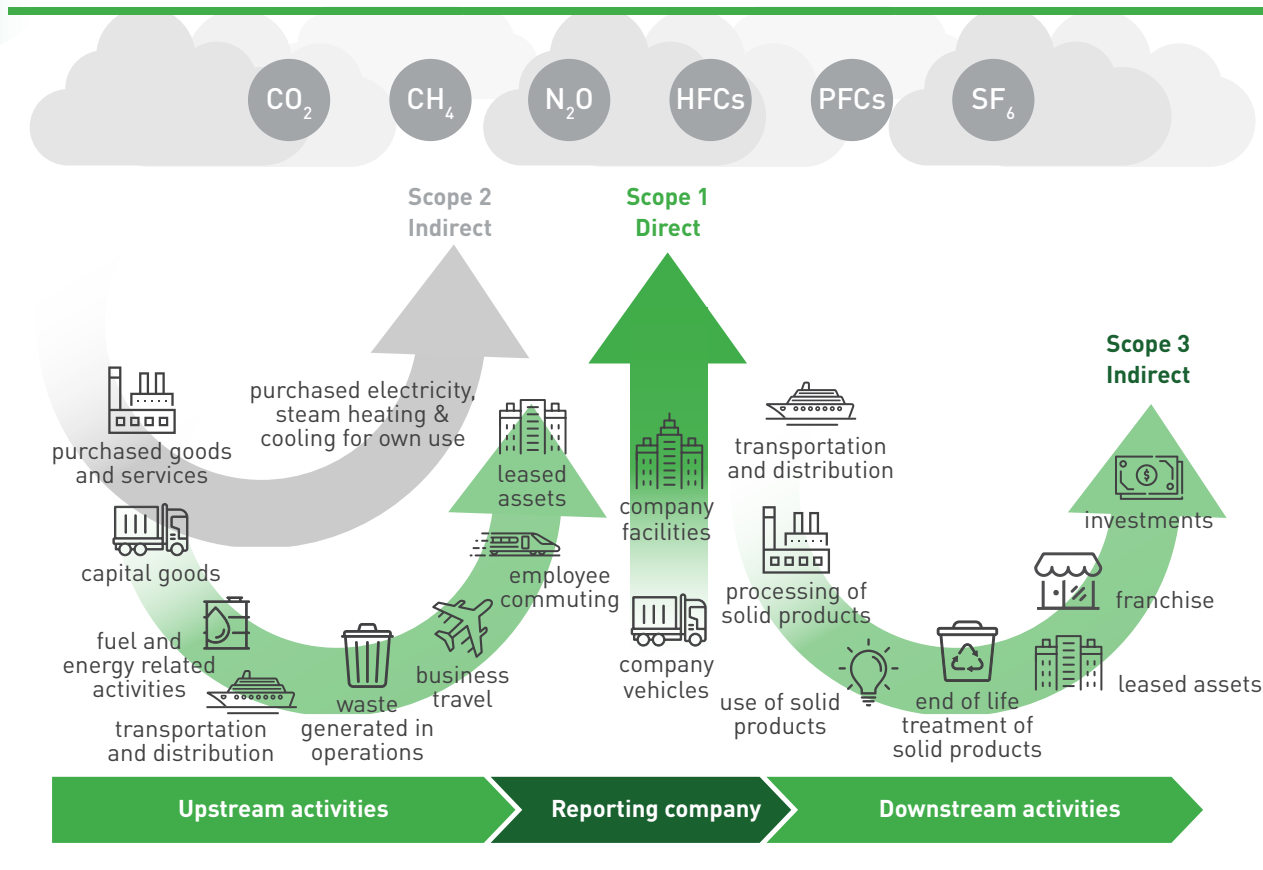 CO₂
CH₄
N₂O
HFCs
PFCs
SF₆
Scope 2
Indirect
Scope 1
Direct
Scope 3
Indirect
purchased electricity,
steam heating &
cooling for own use
purchased goods
and services
capital goods
fuel and
energy related
activities
transportation
and distribution
waste
generated in
operations
business
travel
employee
commuting
leased
assets
company
facilities
company
vehicles
transportation
and distribution
processing of
solid products
use of solid
products
end of life
treatment of
solid products
leased assets
franchise
$
investments
Upstream activities
Reporting company
Downstream activities